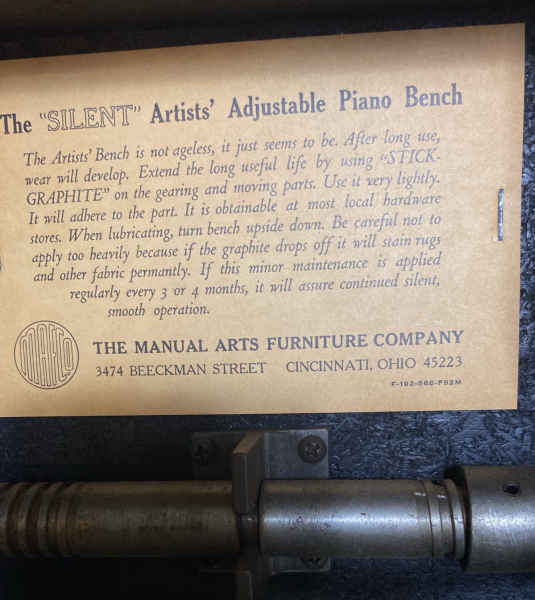 The "SILENT" Artists' Adjustable Piano Bench
The Artists' Bench is not ageless, it just seems to be. After long use,
wear will develop. Extend the long useful life by using "STICK-
GRAPHITE" on the gearing and moving parts. Use it very lightly.
It will adhere to the part. It is obtainable at most local hardware
stores. When lubricating, turn bench upside down. Be careful not to
apply too heavily because if the graphite drops off it will stain rugs
and other fabric permantly. If this minor maintenance is applied
regularly every 3 or 4 months, it will assure continued silent,
smooth operation.
THE MANUAL ARTS FURNITURE COMPANY
3474 BEECKMAN STREET CINCINNATI, OHIO 45223